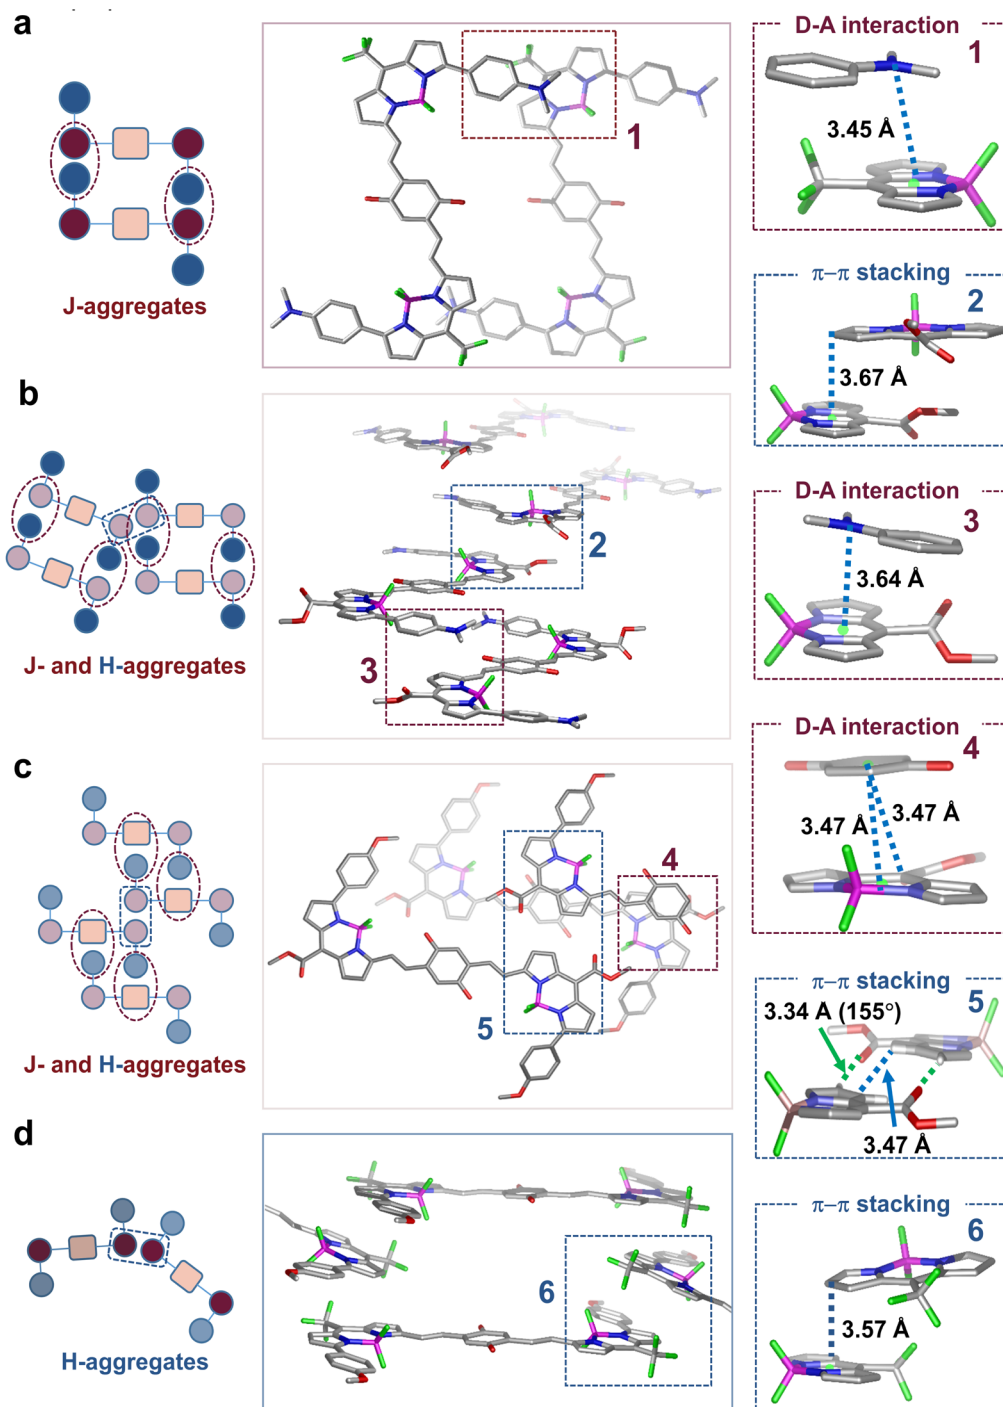 a
J-aggregates
1
D-A interaction
1
3.45 Å
π–π stacking
2
3.67 Å
b
J- and H-aggregates
2
3
D-A interaction
3
3.64 Å
D-A interaction
4
3.47 Å
3.47 Å
c
J- and H-aggregates
4
5
π–π stacking
5
3.34 Å (155°)
3.47 Å
d
H-aggregates
6
π–π stacking
6
3.57 Å